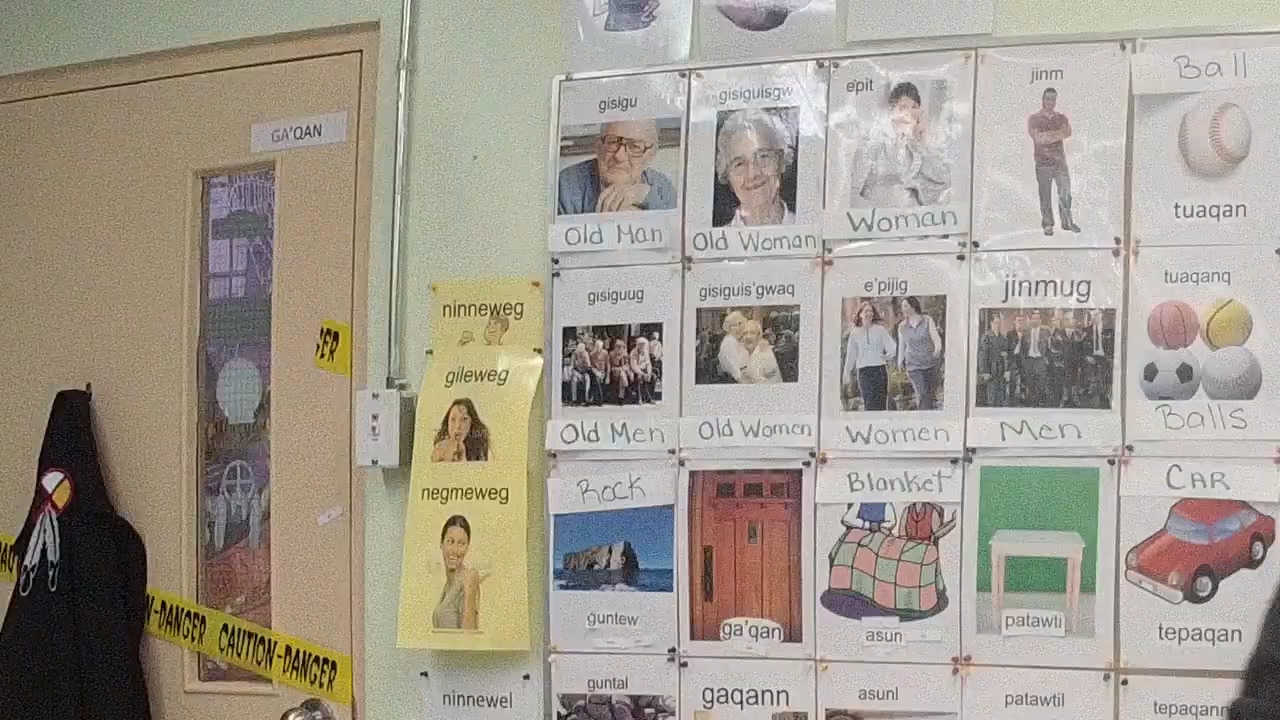 GA'QAN
ER
CAUTION-DANGER
N-DANGER
ninneweg
gileweg
negmeweg
ninnewel
gisigu
Old Man
gisiguisgw
Old Woman
e'pit
Woman
jinm
Ball
tuaqan
gisiguug
Old Men
gisiguis'gwaq
Old Women
e'pijig
Women
jinmug
Men
tuaqanq
Balls
Rock
guntew
ga'qan
Blanket
asun
patawti
CAR
tepaqan
guntal
gaqann
asunl
patawtil
tepaqann